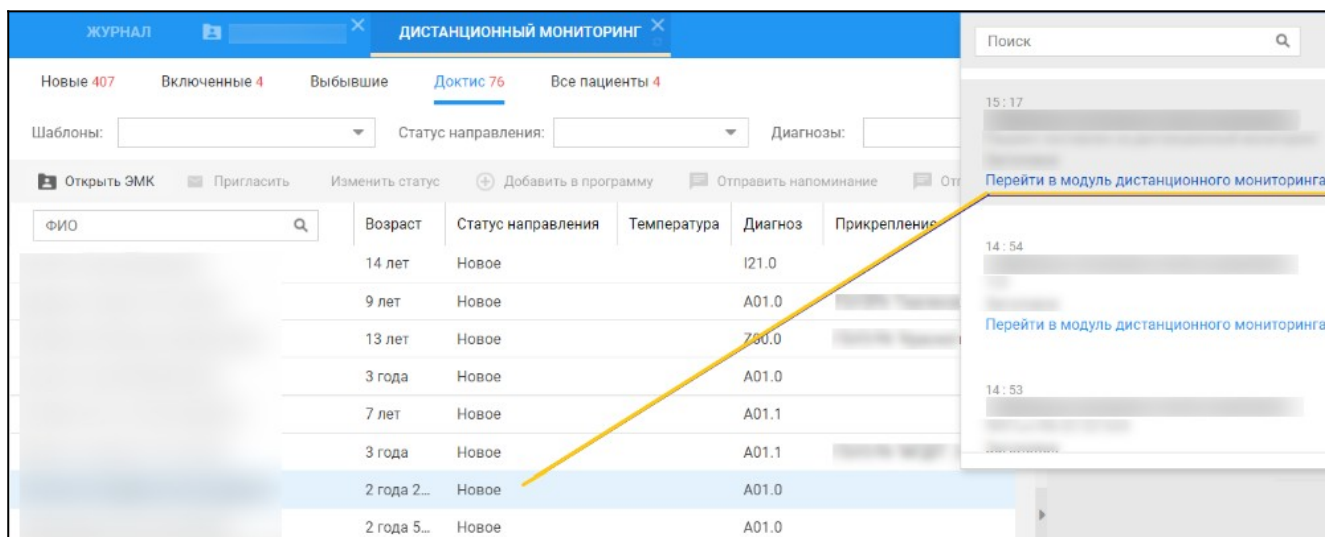 ЖУРНАЛ
ДИСТАНЦИОННЫЙ МОНИТОРИНГ
Новые 407 Включенные 4 Выбывшие Доктис 76 Все пациенты 4
Шаблоны: Статус направления: Диагнозы:
Открыть ЭМК Пригласить Изменить статус Добавить в программу Отправить напоминание
ФИО Возраст Статус направления Температура Диагноз Прикрепление
14 лет Новое I21.0
9 лет Новое A01.0
13 лет Новое Z00.0
3 года Новое A01.0
7 лет Новое A01.1
3 года Новое A01.1
2 года 2... Новое A01.0
2 года 5... Новое A01.0
Поиск
15:17
Перейти в модуль дистанционного мониторинга
14:54
Перейти в модуль дистанционного мониторинга
14:53